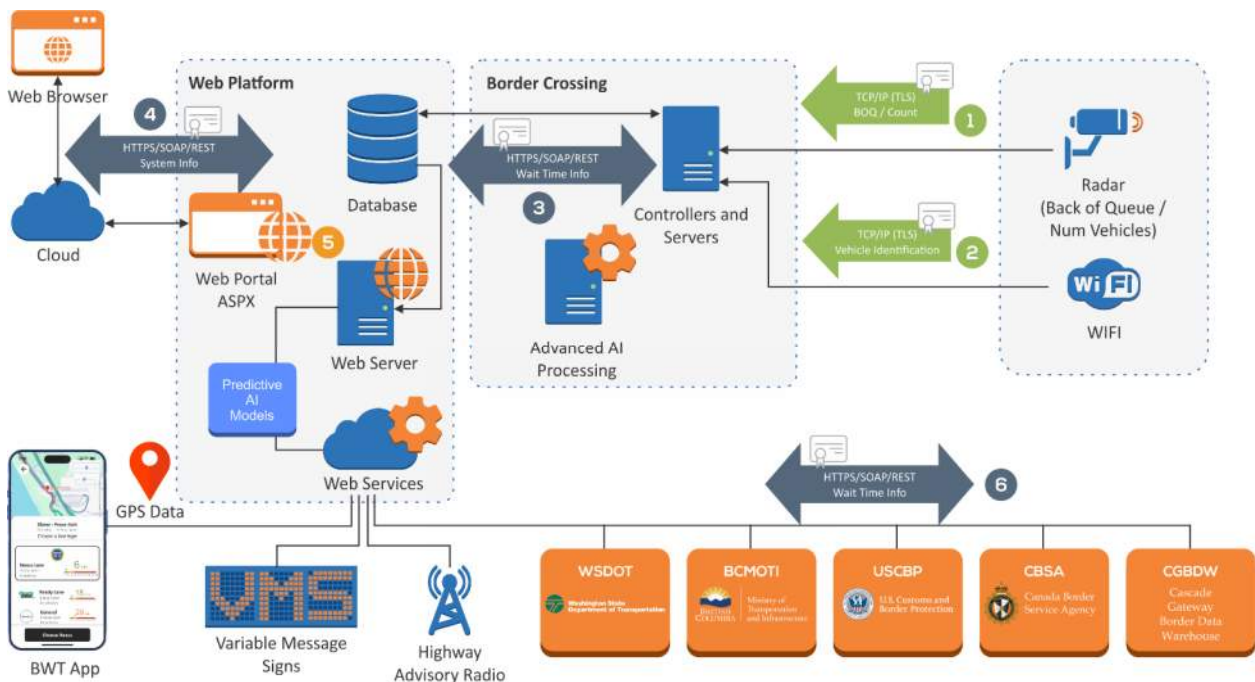 Web Browser
Cloud
4
HTTPS/SOAP/REST
System Info
Web Platform
Database
Web Portal
ASPX
5
Web Server
Predictive
AI
Models
Web Services
Border Crossing
HTTPS/SOAP/REST
Wait Time Info
3
Controllers and
Servers
Advanced AI
Processing
TCP/IP (TLS)
BOQ / Count
1
TCP/IP (TLS)
Vehicle Identification
2
Radar
(Back of Queue /
Num Vehicles)
WiFi
WIFI
GPS Data
BWT App
VMS
Variable Message
Signs
Highway
Advisory Radio
HTTPS/SOAP/REST
Wait Time Info
6
WSDOT
Washington State
Department of Transportation
BCMOTI
BRITISH
COLUMBIA
Ministry of
Transportation
and Infrastructure
USCBP
U.S. Customs and
Border Protection
CBSA
Canada Border
Service Agency
CGBDW
Cascade
Gateway
Border Data
Warehouse